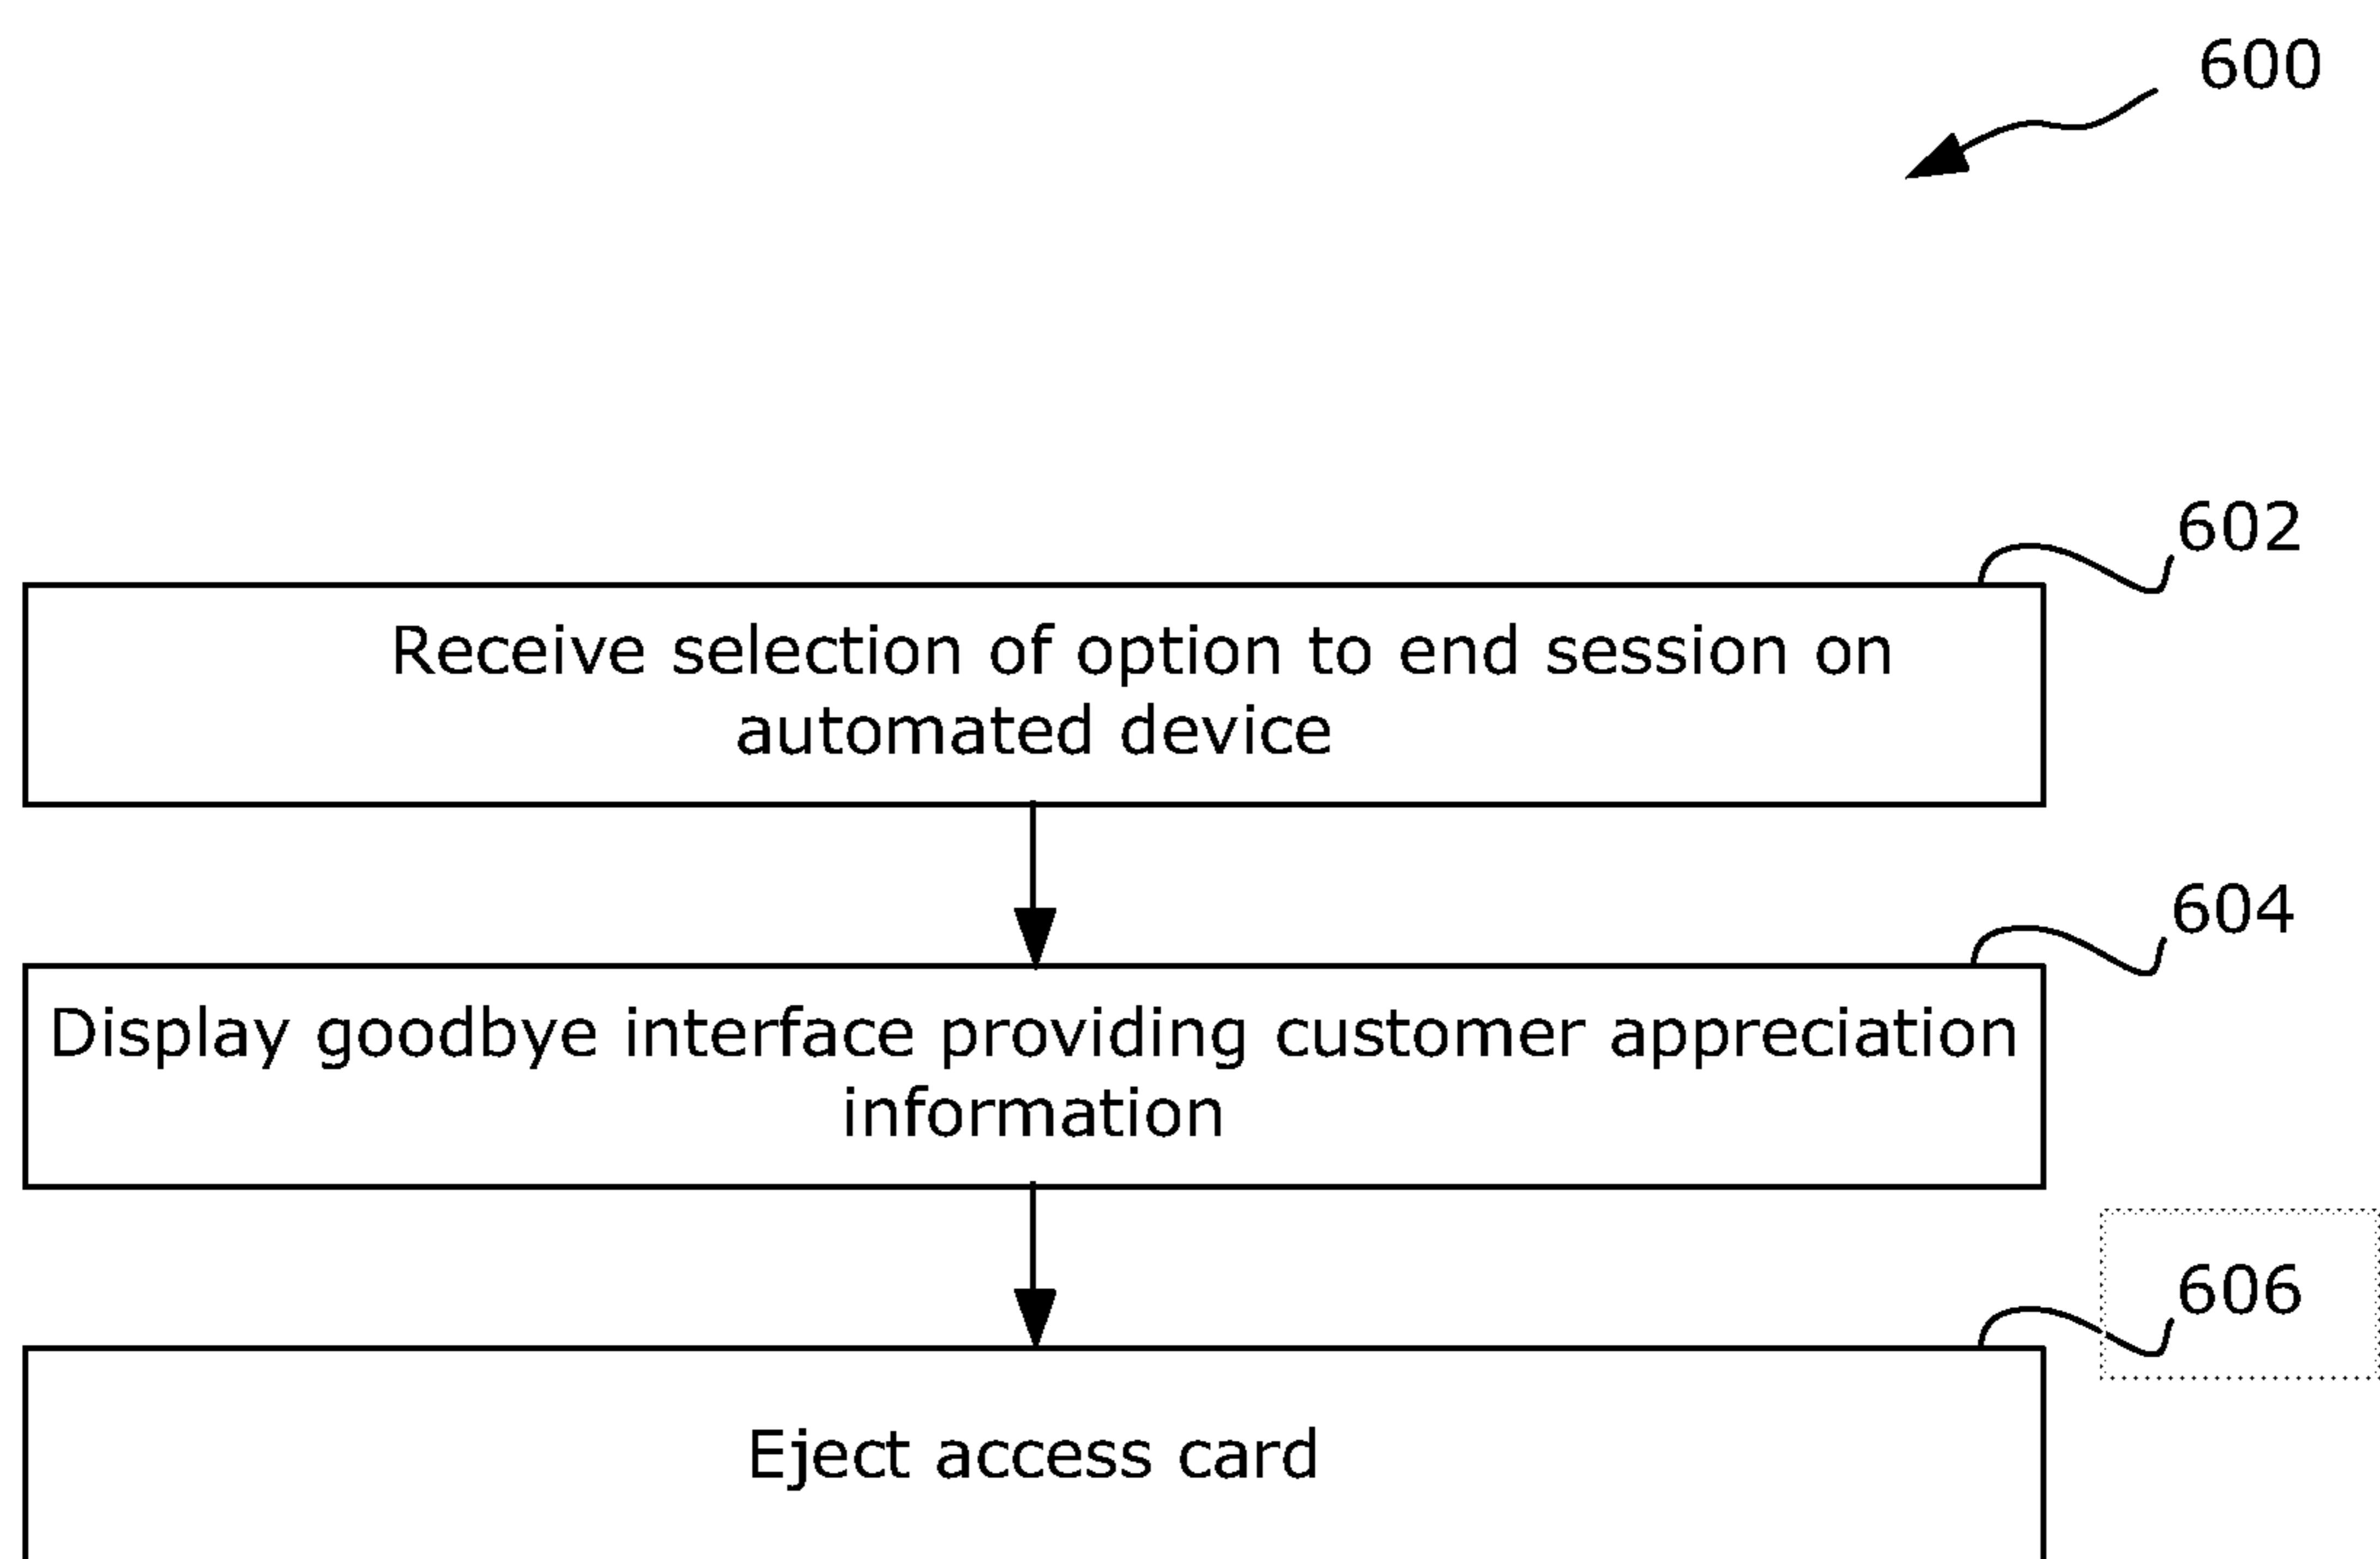 600
602
Receive selection of option to end session on
automated device
604
Display goodbye interface providing customer appreciation
information
606
Eject access card